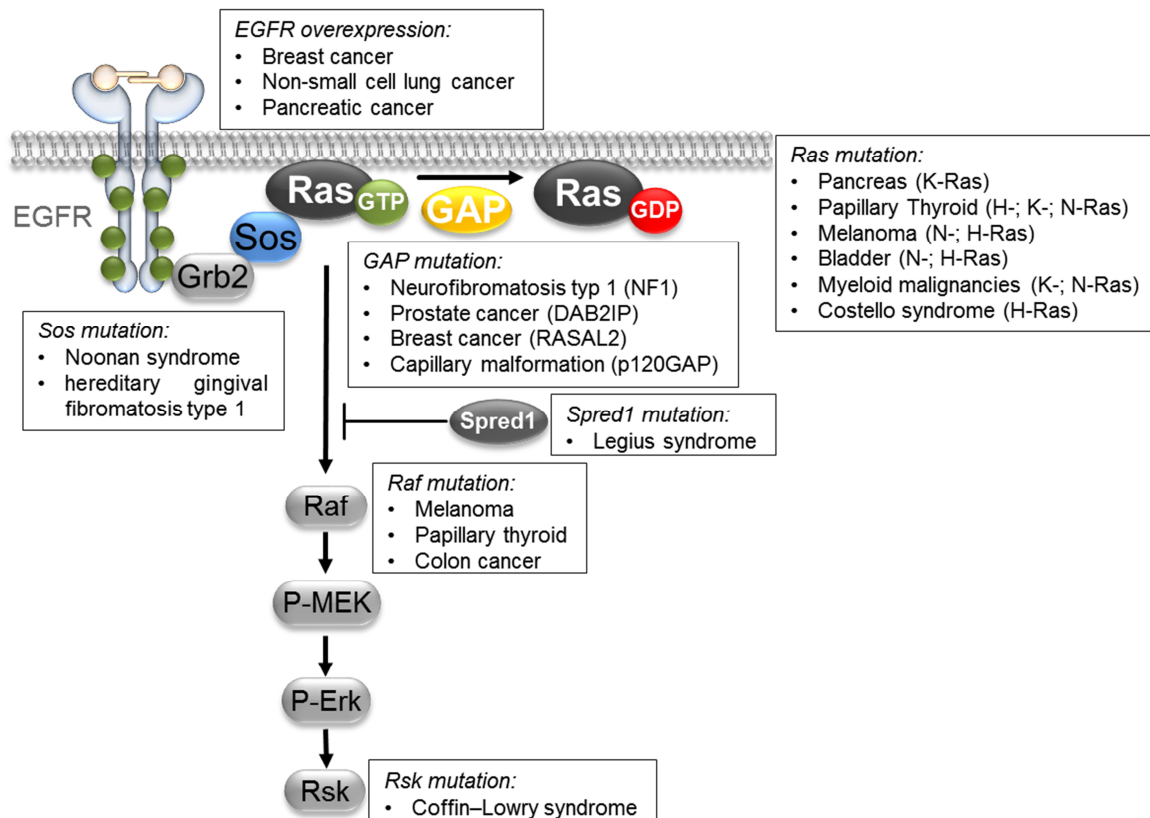 EGFR overexpression:
• Breast cancer
• Non-small cell lung cancer
• Pancreatic cancer
EGFR
Grb2
Sos
Ras
GTP
GAP
Ras
GDP
Ras mutation:
• Pancreas (K-Ras)
• Papillary Thyroid (H-; K-; N-Ras)
• Melanoma (N-; H-Ras)
• Bladder (N-; H-Ras)
• Myeloid malignancies (K-; N-Ras)
• Costello syndrome (H-Ras)
GAP mutation:
• Neurofibromatosis typ 1 (NF1)
• Prostate cancer (DAB2IP)
• Breast cancer (RASAL2)
• Capillary malformation (p120GAP)
Sos mutation:
• Noonan syndrome
• hereditary gingival
fibromatosis type 1
Spred1
Spred1 mutation:
• Legius syndrome
Raf
Raf mutation:
• Melanoma
• Papillary thyroid
• Colon cancer
P-MEK
P-Erk
Rsk
Rsk mutation:
• Coffin–Lowry syndrome